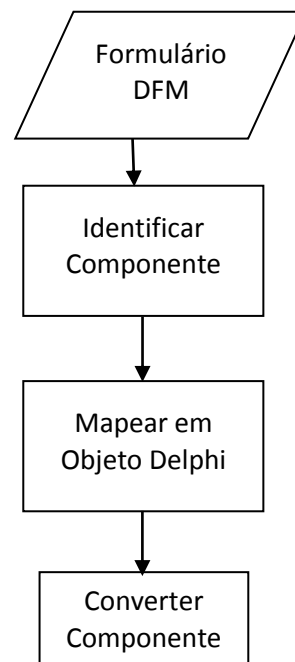 Formulário
DFM
Identificar
Componente
Mapear em
Objeto Delphi
Converter
Componente